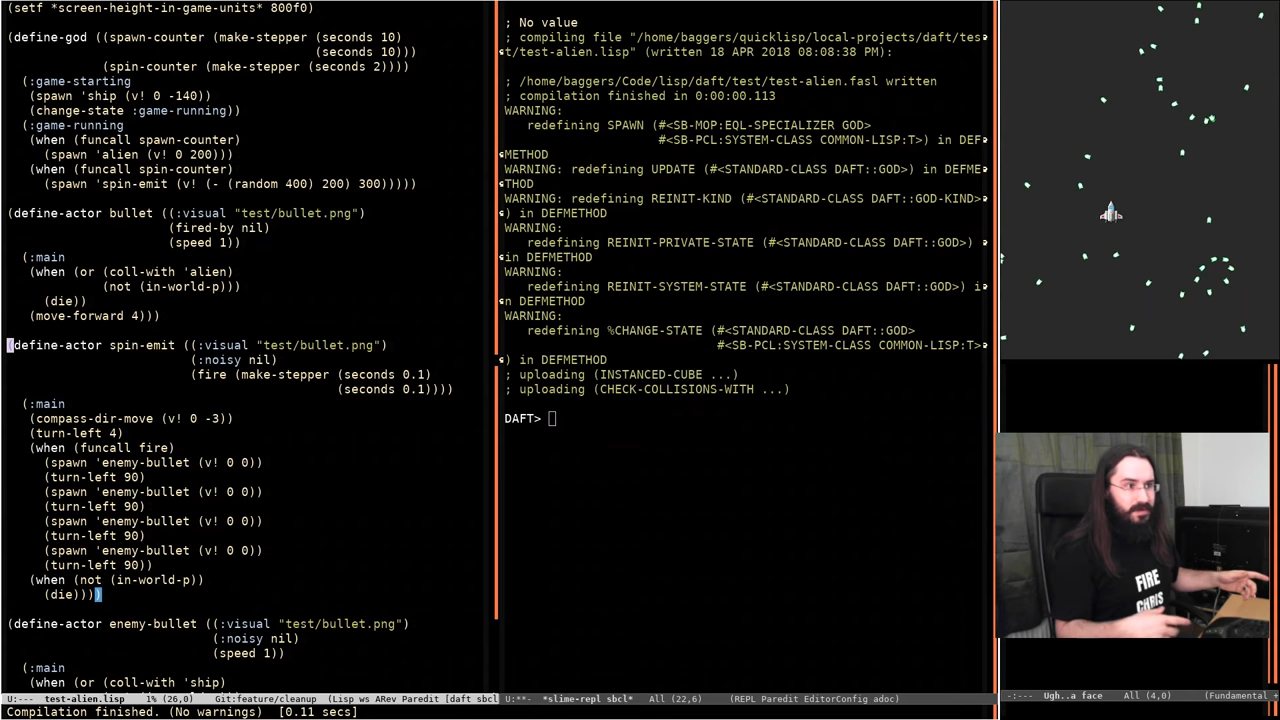 (setf *screen-height-in-game-units* 800f0)
(define-god ((spawn-counter (make-stepper (seconds 10)
(seconds 10)))
(spin-counter (make-stepper (seconds 2))))
(:game-starting
(spawn 'ship (v! 0 -140))
(change-state :game-running))
(:game-running
(when (funcall spawn-counter)
(spawn 'alien (v! 0 200)))
(when (funcall spin-counter)
(spawn 'spin-emit (v! (- (random 400) 200) 300)))))
(define-actor bullet ((:visual "test/bullet.png")
(fired-by nil)
(speed 1))
(:main
(when (or (coll-with 'alien)
(not (in-world-p)))
(die))
(move-forward 4)))
(define-actor spin-emit ((:visual "test/bullet.png")
(:noisy nil)
(fire (make-stepper (seconds 0.1)
(seconds 0.1))))
(:main
(compass-dir-move (v! 0 -3))
(turn-left 4)
(when (funcall fire)
(spawn 'enemy-bullet (v! 0 0))
(turn-left 90)
(spawn 'enemy-bullet (v! 0 0))
(turn-left 90)
(spawn 'enemy-bullet (v! 0 0))
(turn-left 90)
(spawn 'enemy-bullet (v! 0 0))
(turn-left 90))
(when (not (in-world-p))
(die))))
(define-actor enemy-bullet ((:visual "test/bullet.png")
(:noisy nil)
(speed 1))
(:main
(when (or (coll-with 'ship)
U:--- test-alien.lisp 1% (26,0) Git:feature/cleanup (Lisp ws ARev Paredit [daft sbcl
Compilation finished. (No warnings) [0.11 secs]
; No value
; compiling file "/home/baggers/quicklisp/local-projects/daft/tes
t/test-alien.lisp" (written 18 APR 2018 08:08:38 PM):
; /home/baggers/Code/lisp/daft/test/test-alien.fasl written
; compilation finished in 0:00:00.113
WARNING:
redefining SPAWN (#<SB-MOP:EQL-SPECIALIZER GOD>
#<SB-PCL:SYSTEM-CLASS COMMON-LISP:T>) in DEF
METHOD
WARNING: redefining UPDATE (#<STANDARD-CLASS DAFT::GOD>) in DEFME
THOD
WARNING: redefining REINIT-KIND (#<STANDARD-CLASS DAFT::GOD-KIND>
) in DEFMETHOD
WARNING:
redefining REINIT-PRIVATE-STATE (#<STANDARD-CLASS DAFT::GOD>)
in DEFMETHOD
WARNING:
redefining REINIT-SYSTEM-STATE (#<STANDARD-CLASS DAFT::GOD>) i
n DEFMETHOD
WARNING:
redefining %CHANGE-STATE (#<STANDARD-CLASS DAFT::GOD>
#<SB-PCL:SYSTEM-CLASS COMMON-LISP:T>
) in DEFMETHOD
; uploading (INSTANCED-CUBE ...)
; uploading (CHECK-COLLISIONS-WITH ...)
DAFT>
U:**- *slime-repl sbcl* All (22,6) (REPL Paredit EditorConfig adoc)
FIRE
CHRIS
-:--- Ugh..a face All (4,0) (Fundamental +